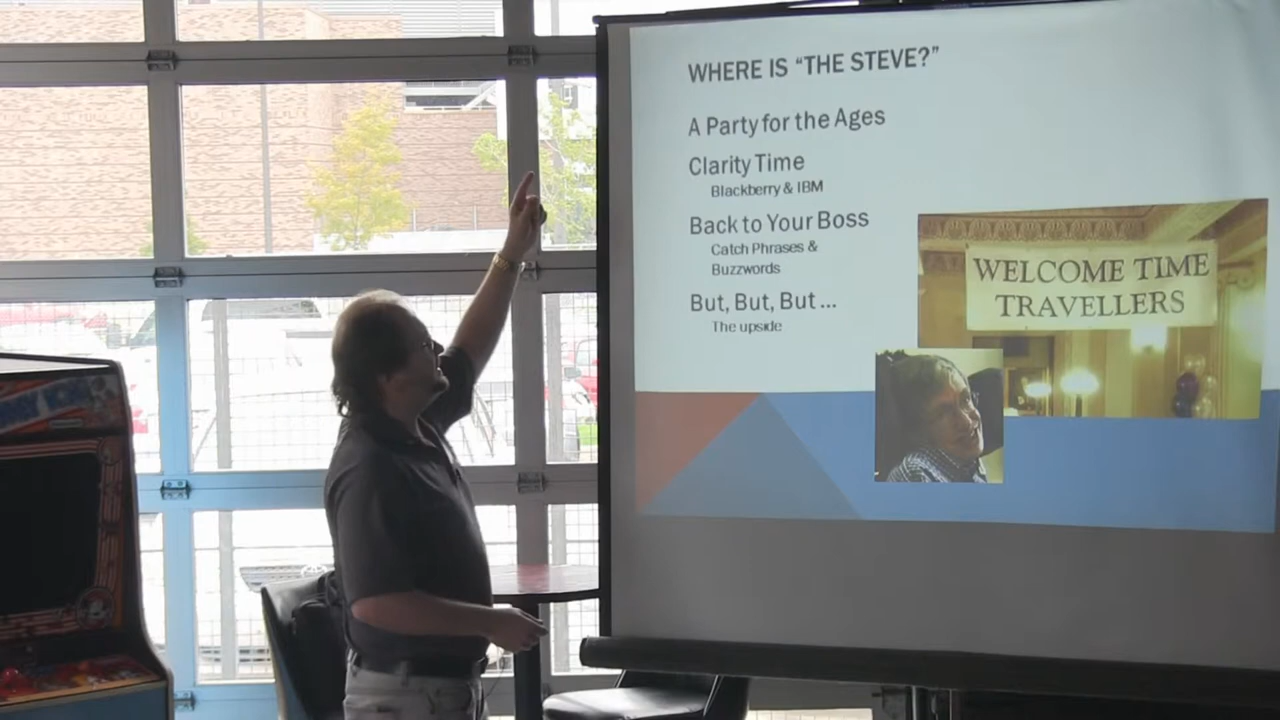 WHERE IS “THE STEVE?”
A Party for the Ages
Clarity Time
Blackberry & IBM
Back to Your Boss
Catch Phrases &
Buzzwords
But, But, But ...
The upside
WELCOME TIME
TRAVELLERS